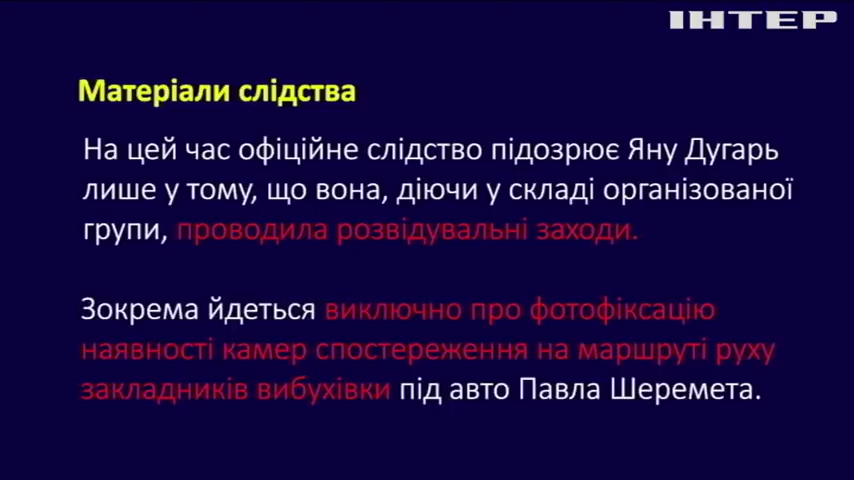 ІНТЕР
Матеріали слідства
На цей час офіційне слідство підозрює Яну Дугарь
лише у тому, що вона, діючи у складі організованої
групи, проводила розвідувальні заходи.
Зокрема йдеться виключно про фотофіксацію
наявності камер спостереження на маршруті руху
закладників вибухівки під авто Павла Шеремета.